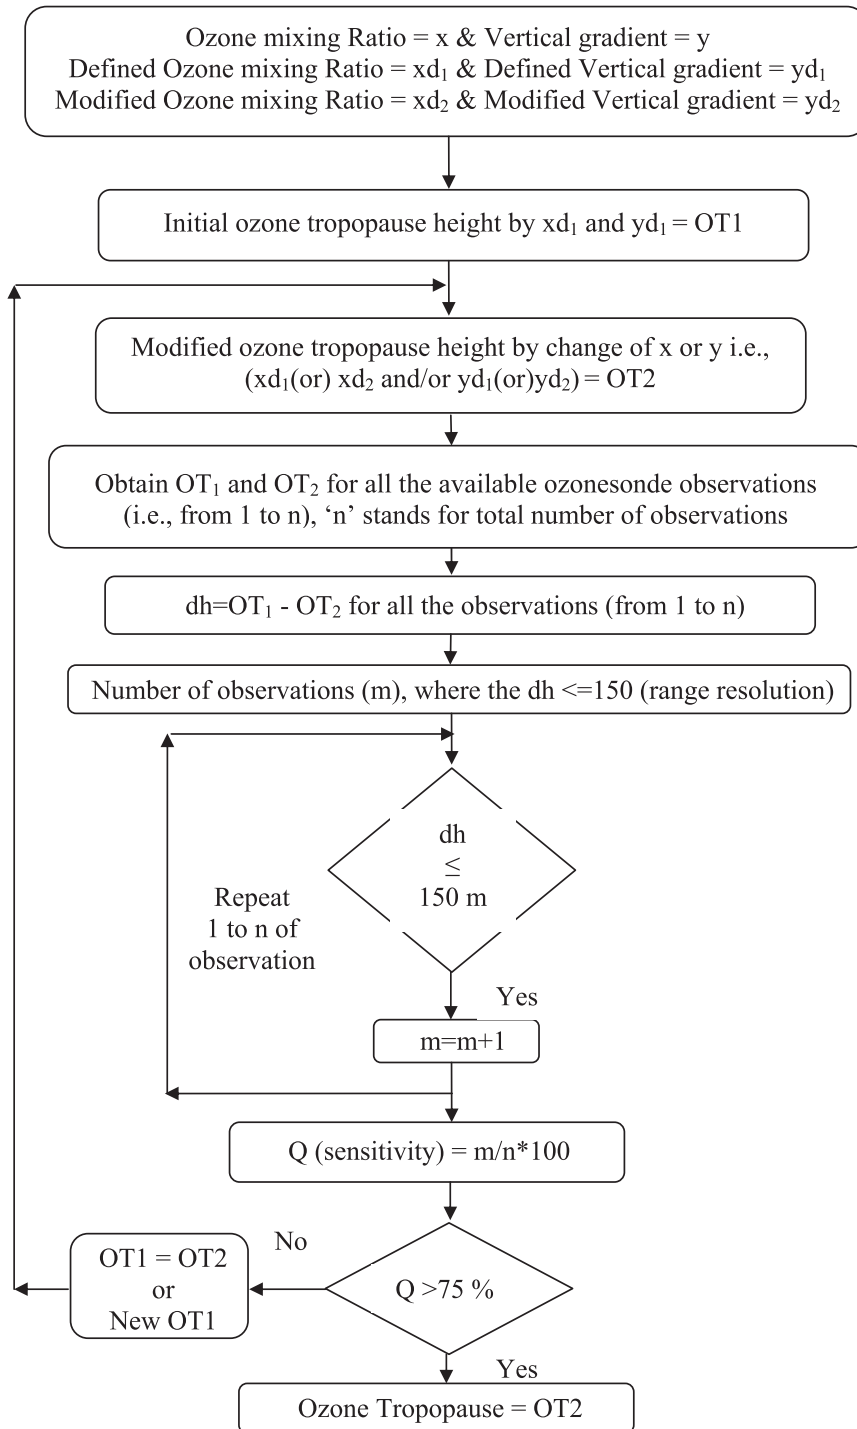 Ozone mixing Ratio = x & Vertical gradient = y
Defined Ozone mixing Ratio = xd₁ & Defined Vertical gradient = yd₁
Modified Ozone mixing Ratio = xd₂ & Modified Vertical gradient = yd₂
Initial ozone tropopause height by xd₁ and yd₁ = OT1
Modified ozone tropopause height by change of x or y i.e.,
(xd₁(or) xd₂ and/or yd₁(or)yd₂) = OT2
Obtain OT₁ and OT₂ for all the available ozonesonde observations
(i.e., from 1 to n), ‘n’ stands for total number of observations
dh=OT₁ - OT₂ for all the observations (from 1 to n)
Number of observations (m), where the dh <=150 (range resolution)
dh
≤
150 m
Repeat
1 to n of
observation
Yes
m=m+1
Q (sensitivity) = m/n*100
No
OT1 = OT2
or
New OT1
Q >75 %
Yes
Ozone Tropopause = OT2